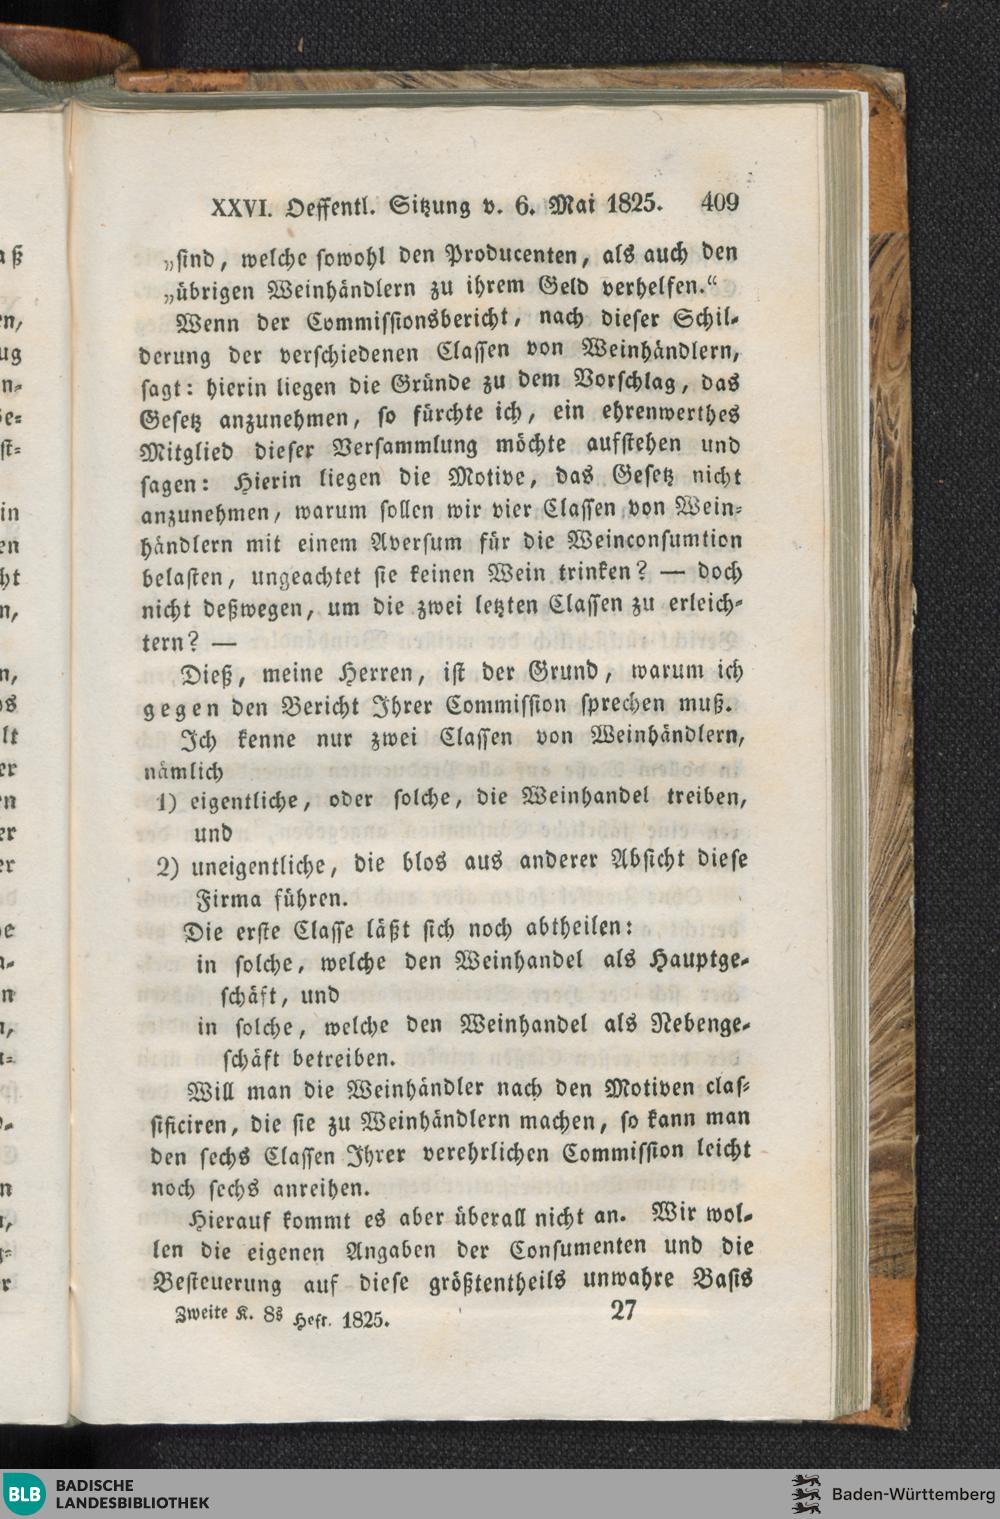 XXVI. Oeffentl. Sitzung v. 6. Mai 1825. 409
„sind, welche sowohl den Producenten, als auch den
„übrigen Weinhändlern zu ihrem Geld verhelfen.“
Wenn der Commissionsbericht, nach dieser Schil-
derung der verschiedenen Classen von Weinhändlern,
sagt: hierin liegen die Gründe zu dem Vorschlag, das
Gesetz anzunehmen, so fürchte ich, ein ehrenwerthes
Mitglied dieser Versammlung möchte aufstehen und
sagen: Hierin liegen die Motive, das Gesetz nicht
anzunehmen, warum sollen wir vier Classen von Wein-
händlern mit einem Aversum für die Weinconsumtion
belasten, ungeachtet sie keinen Wein trinken? — doch
nicht deßwegen, um die zwei letzten Classen zu erleich-
tern? —
Dieß, meine Herren, ist der Grund, warum ich
gegen den Bericht Ihrer Commission sprechen muß.
Ich kenne nur zwei Classen von Weinhändlern,
nämlich
1) eigentliche, oder solche, die Weinhandel treiben,
und
2) uneigentliche, die blos aus anderer Absicht diese
Firma führen.
Die erste Classe läßt sich noch abtheilen:
in solche, welche den Weinhandel als Hauptge-
schäft, und
in solche, welche den Weinhandel als Nebenge-
schäft betreiben.
Will man die Weinhändler nach den Motiven clas-
sificiren, die sie zu Weinhändlern machen, so kann man
den sechs Classen Ihrer verehrlichen Commission leicht
noch sechs anreihen.
Hierauf kommt es aber überall nicht an. Wir wol-
len die eigenen Angaben der Consumenten und die
Besteuerung auf diese größtentheils unwahre Basis
Zweite K. 8s Heft. 1825. 27
BLB BADISCHE
LANDESBIBLIOTHEK
Baden-Württemberg